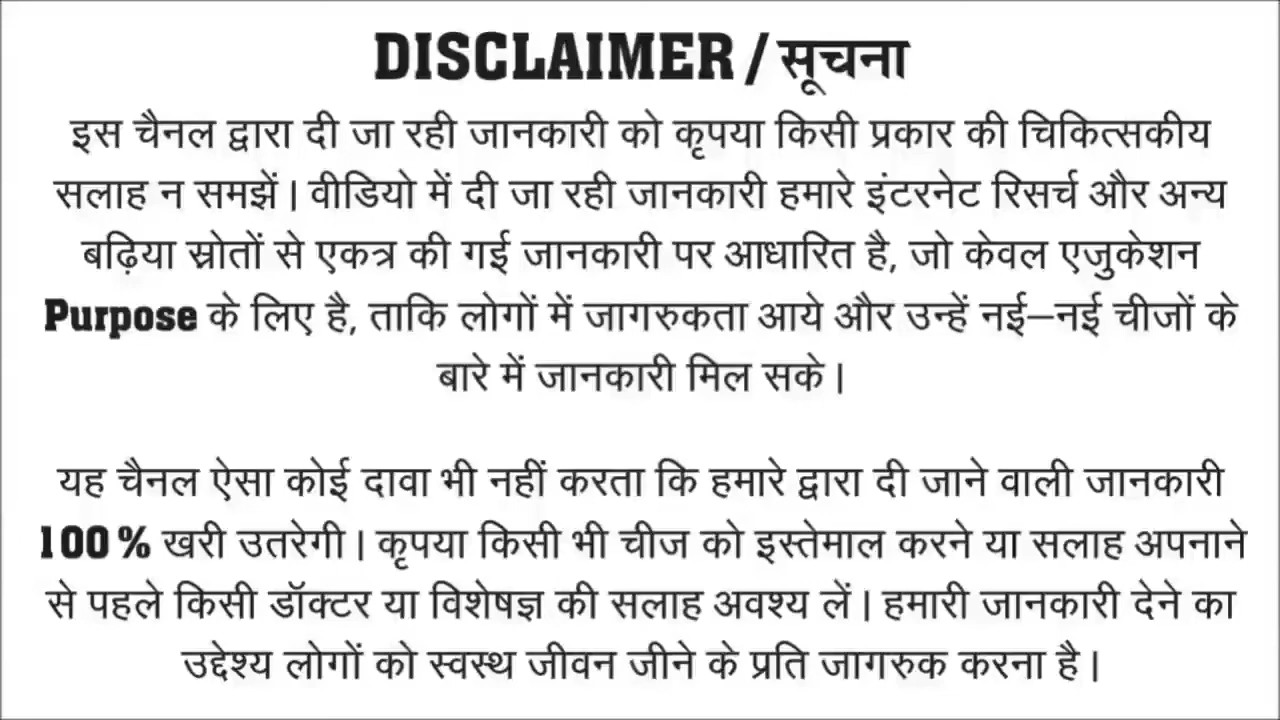 DISCLAIMER / सूचना
इस चैनल द्वारा दी जा रही जानकारी को कृपया किसी प्रकार की चिकित्सकीय
सलाह न समझें। वीडियो में दी जा रही जानकारी हमारे इंटरनेट रिसर्च और अन्य
बढ़िया स्रोतों से एकत्र की गई जानकारी पर आधारित है, जो केवल एजुकेशन
Purpose के लिए है, ताकि लोगों में जागरुकता आये और उन्हें नई–नई चीजों के
बारे में जानकारी मिल सके।
यह चैनल ऐसा कोई दावा भी नहीं करता कि हमारे द्वारा दी जाने वाली जानकारी
100% खरी उतरेगी। कृपया किसी भी चीज को इस्तेमाल करने या सलाह अपनाने
से पहले किसी डॉक्टर या विशेषज्ञ की सलाह अवश्य लें। हमारी जानकारी देने का
उद्देश्य लोगों को स्वस्थ जीवन जीने के प्रति जागरुक करना है।